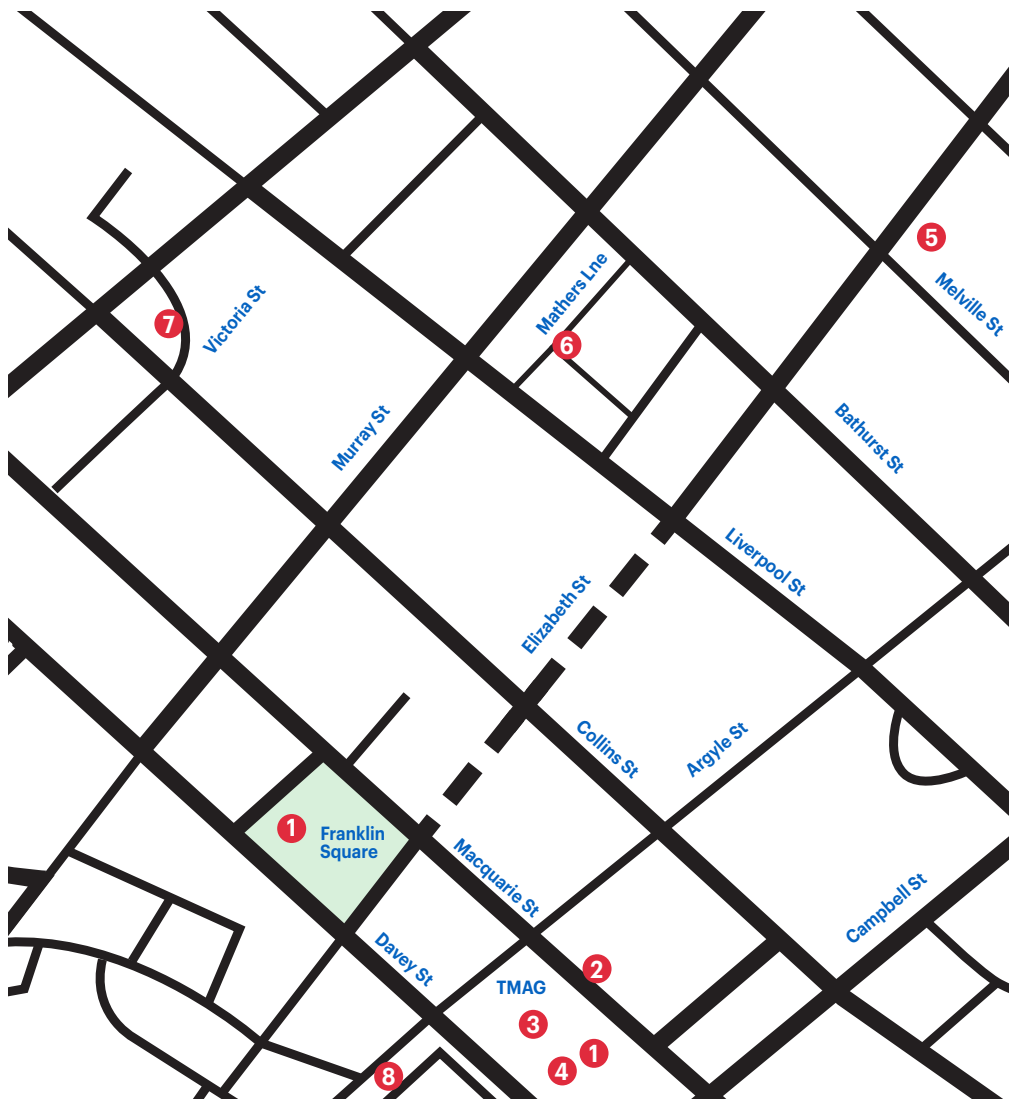 5
Melville St
Mathers Lne
6
7
Victoria St
Murray St
Bathurst St
Liverpool St
Elizabeth St
Collins St
Argyle St
1
Franklin
Square
Macquarie St
Campbell St
Davey St
2
TMAG
3
1
4
8